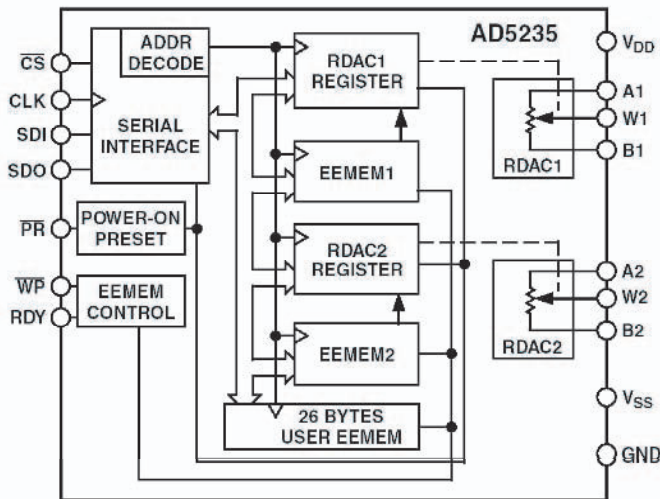 AD5235
CS
CLK
SDI
SDO
PR
WP
RDY
ADDR
DECODE
SERIAL
INTERFACE
POWER-ON
PRESET
EEMEM
CONTROL
RDAC1
REGISTER
EEMEM1
RDAC2
REGISTER
EEMEM2
26 BYTES
USER EEMEM
RDAC1
RDAC2
VDD
A1
W1
B1
A2
W2
B2
VSS
GND